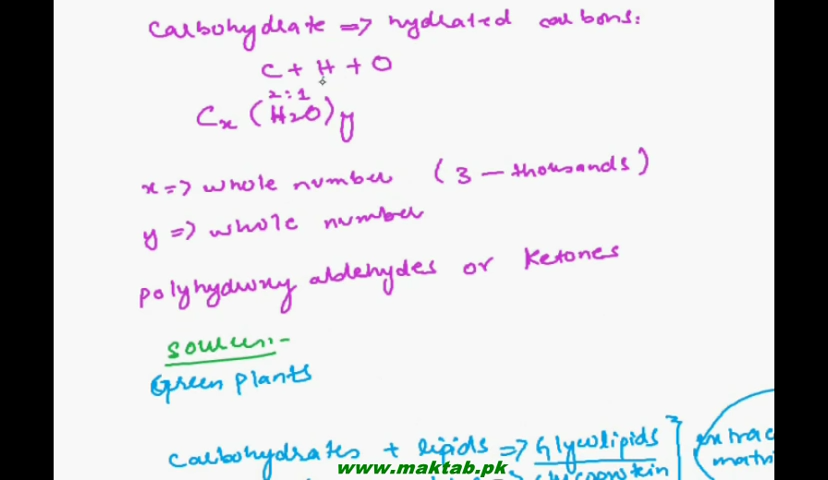 Carbohydrate => hydrated carbons:
C + H + O
2:1
Cx (H2O)y
x => whole number (3 — thousands)
y => whole number
polyhydroxy aldehydes or Ketones
Source:-
Green plants
Carbohydrates + lipids => Glycolipids
www.maktab.pk